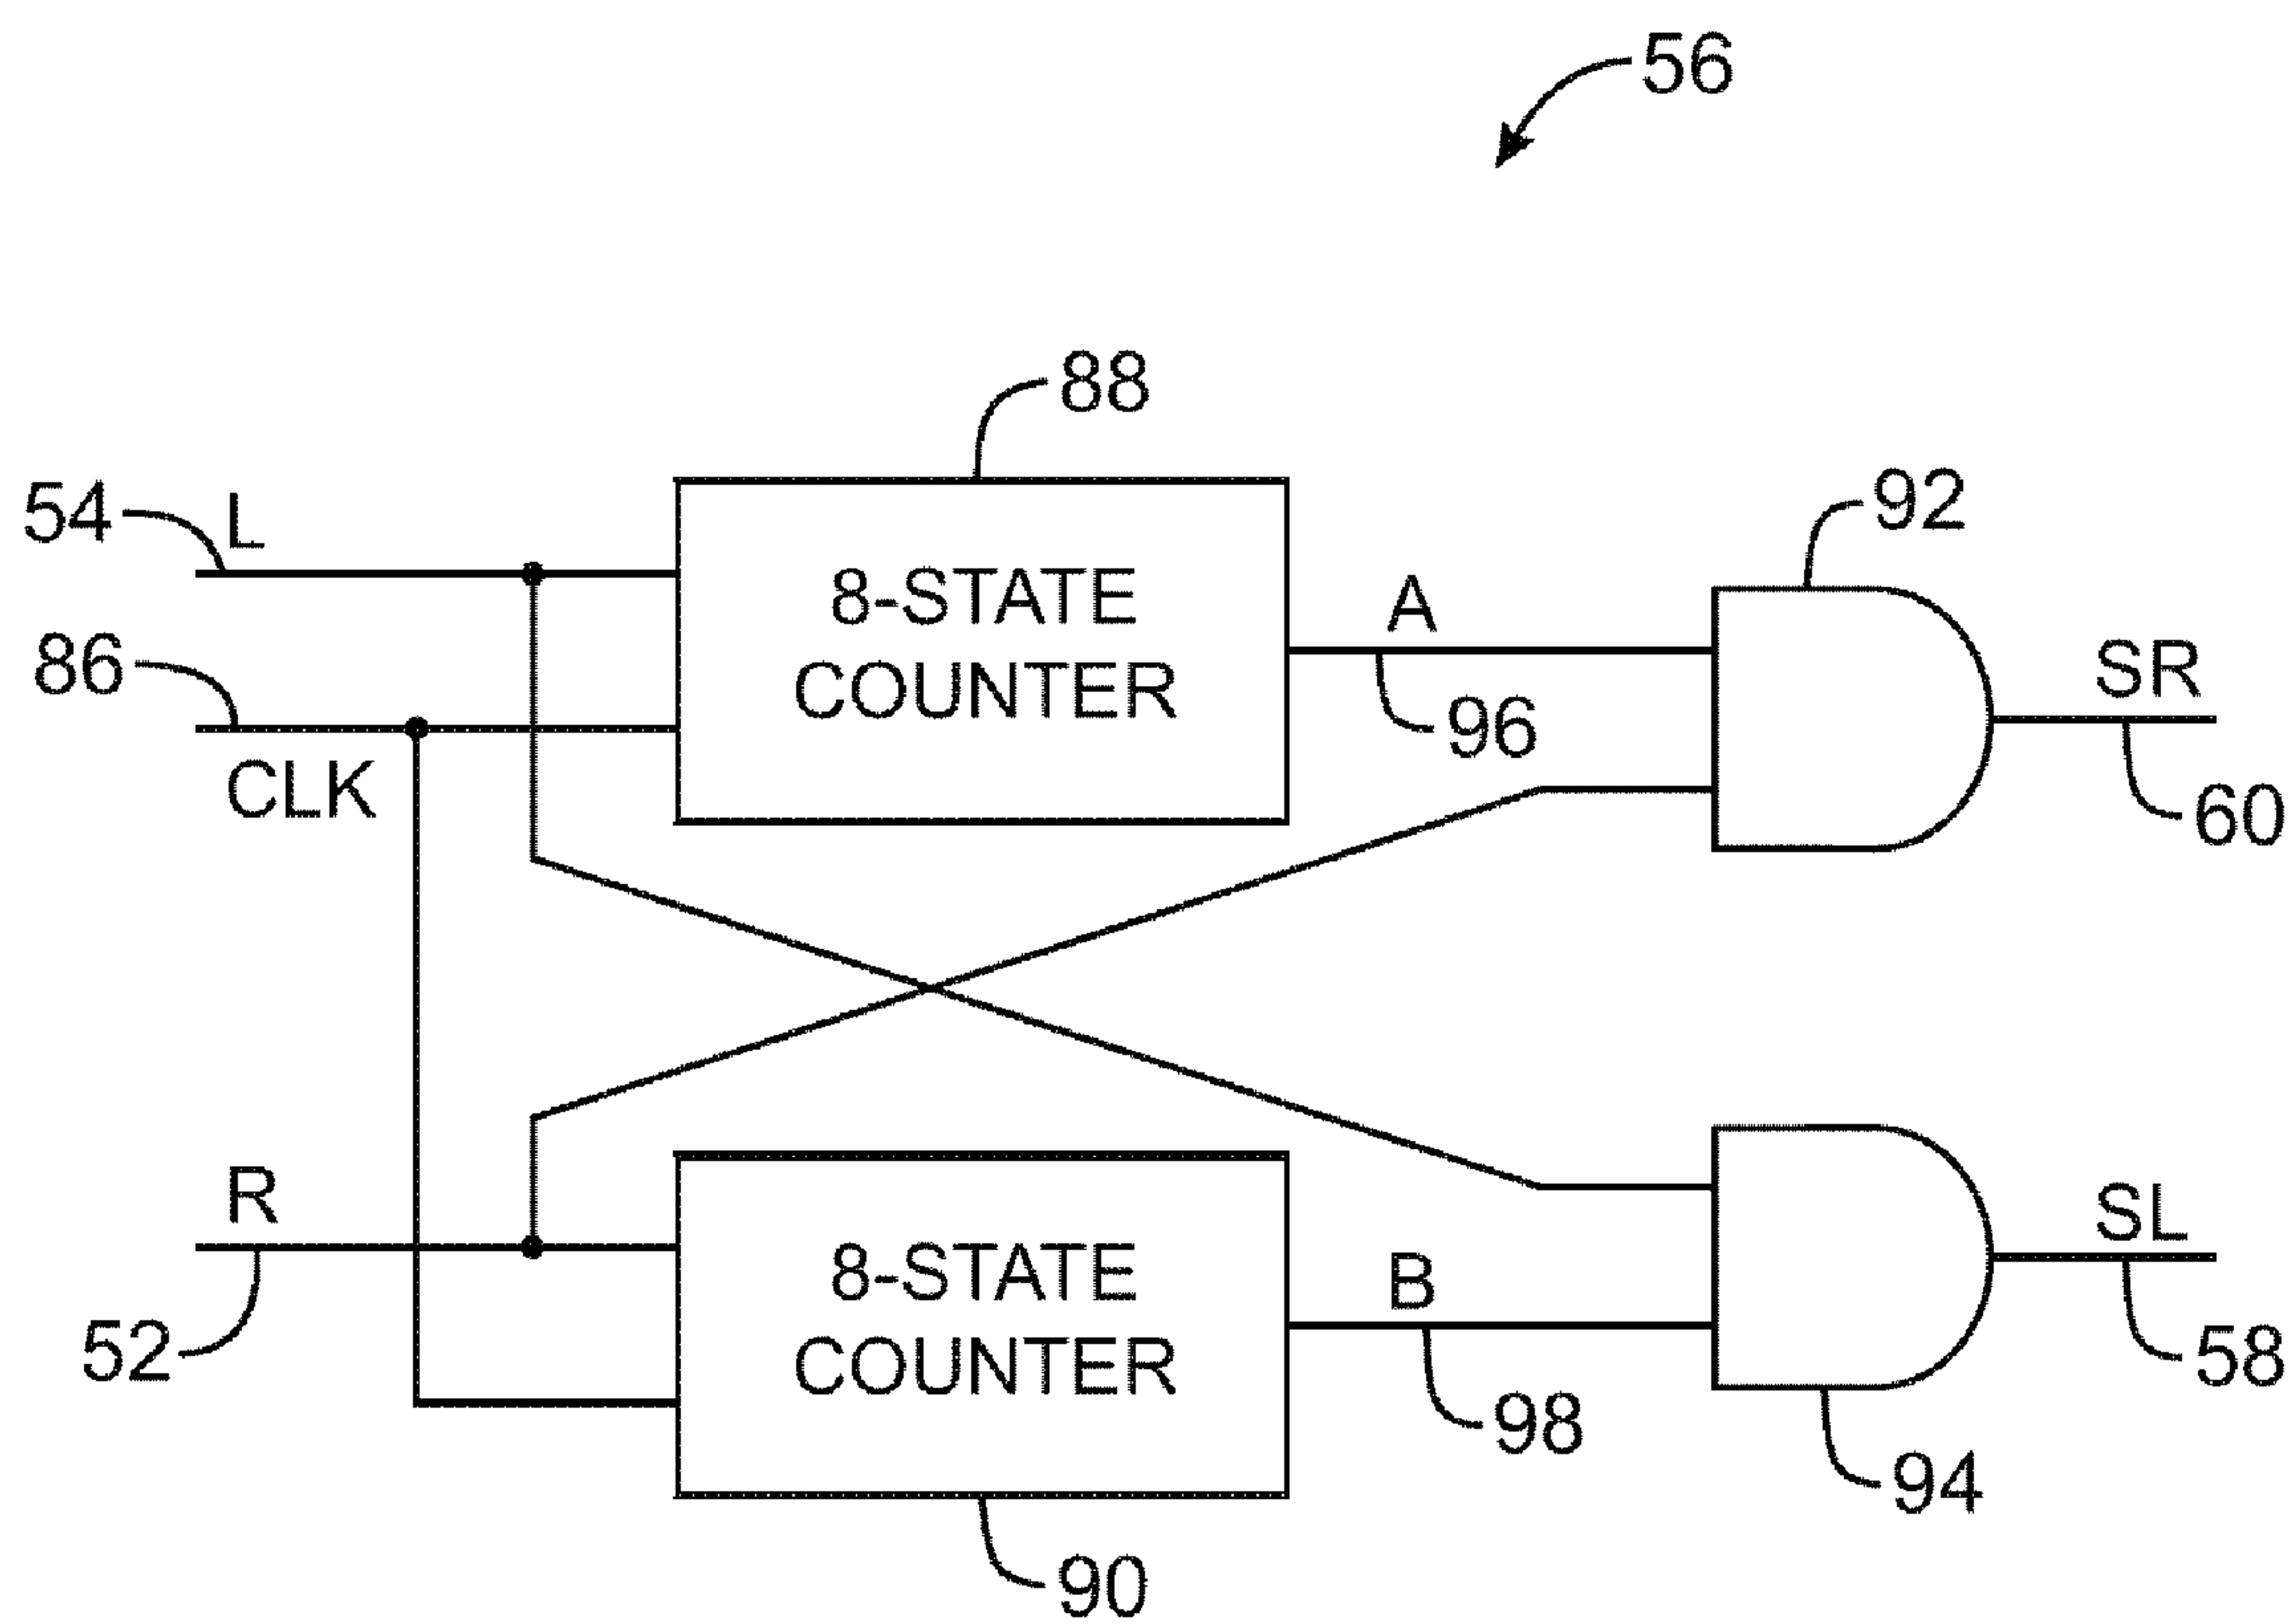 56
88
54
L
8-STATE
COUNTER
92
A
SR
86
96
CLK
60
R
8-STATE
COUNTER
B
SL
52
98
58
94
90